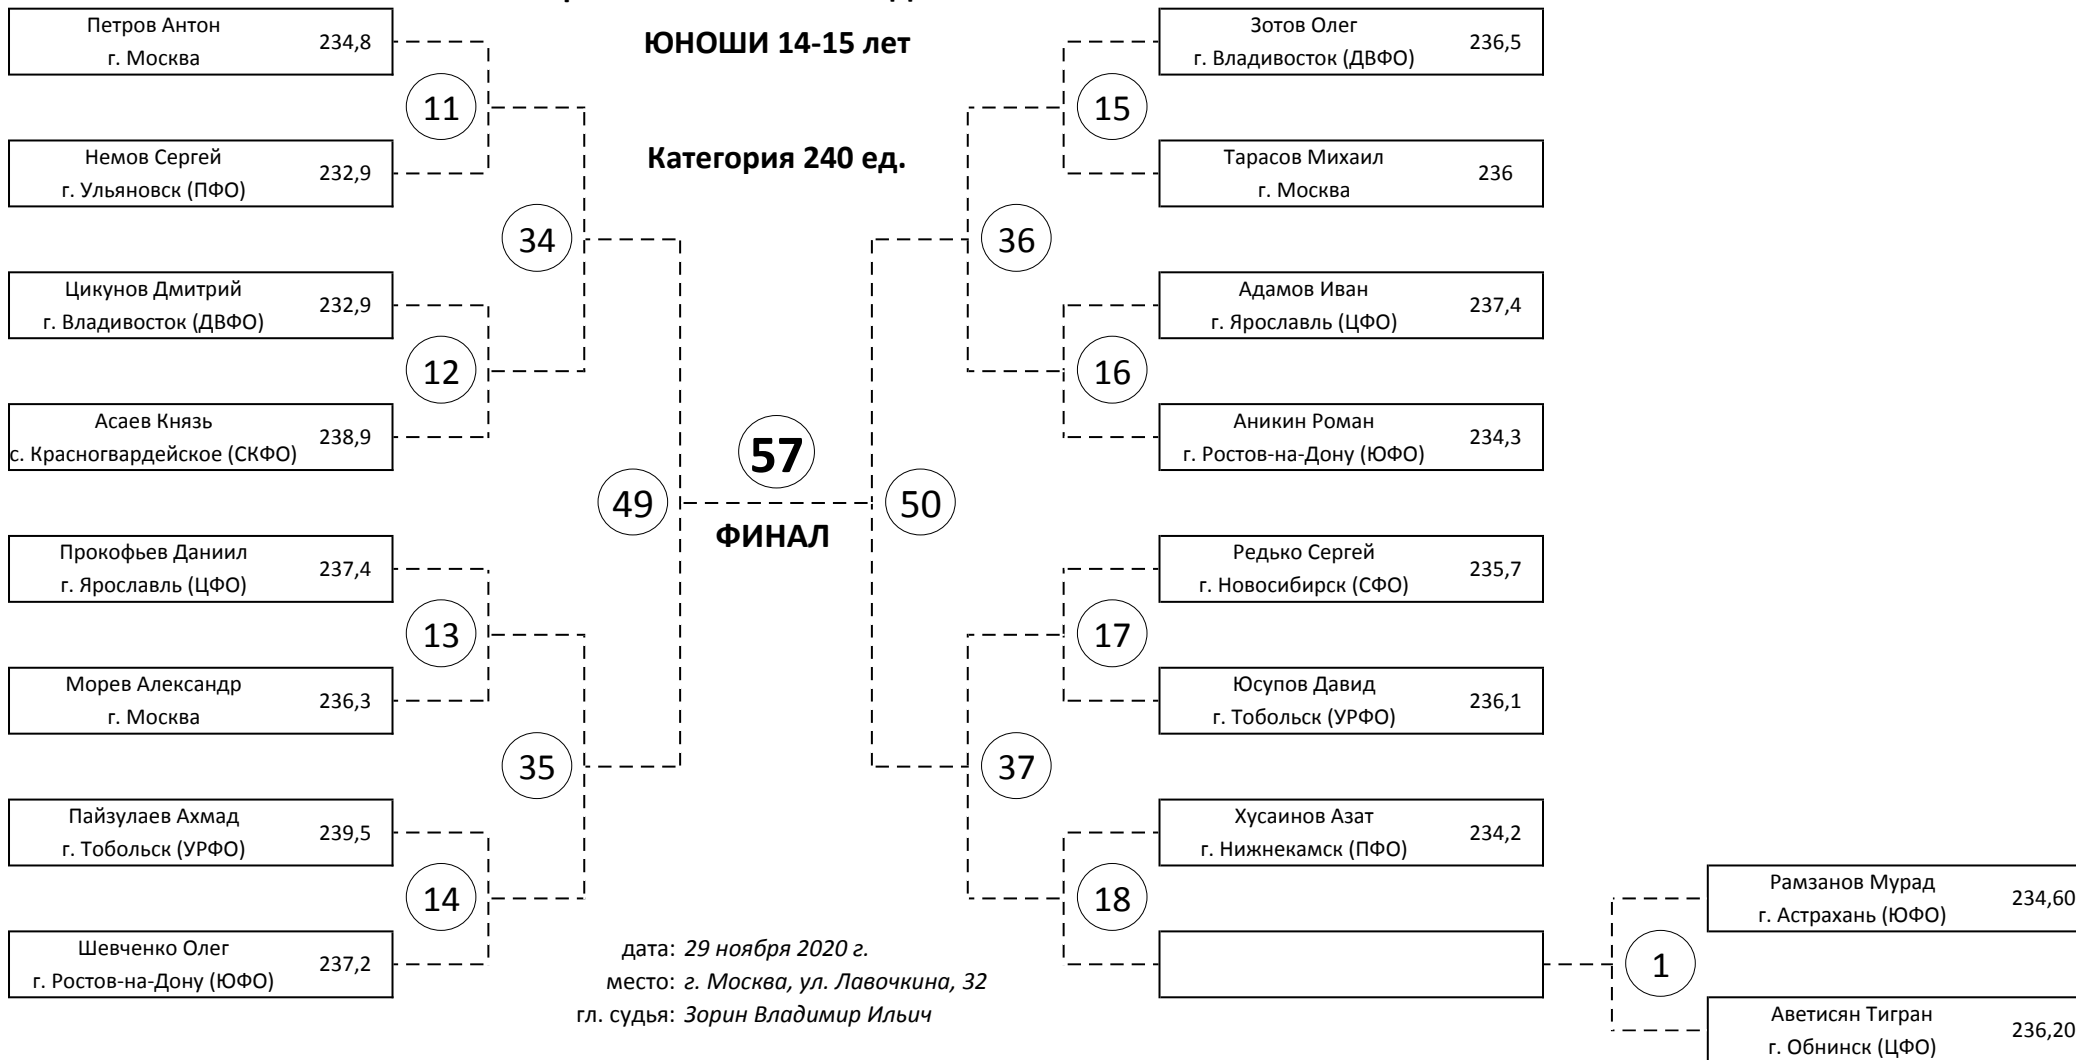 ЮНОШИ 14-15 лет
Категория 240 ед.
Петров Антон
г. Москва
234,8
11
Немов Сергей
г. Ульяновск (ПФО)
232,9
34
Цикунов Дмитрий
г. Владивосток (ДВФО)
232,9
12
Асаев Князь
с. Красногвардейское (СКФО)
238,9
49
Прокофьев Даниил
г. Ярославль (ЦФО)
237,4
13
Морев Александр
г. Москва
236,3
35
Пайзулаев Ахмад
г. Тобольск (УРФО)
239,5
14
Шевченко Олег
г. Ростов-на-Дону (ЮФО)
237,2
57
ФИНАЛ
Зотов Олег
г. Владивосток (ДВФО)
236,5
15
Тарасов Михаил
г. Москва
236
36
Адамов Иван
г. Ярославль (ЦФО)
237,4
16
Аникин Роман
г. Ростов-на-Дону (ЮФО)
234,3
50
Редько Сергей
г. Новосибирск (СФО)
235,7
17
Юсупов Давид
г. Тобольск (УРФО)
236,1
37
Хусаинов Азат
г. Нижнекамск (ПФО)
234,2
18
Рамзанов Мурад
г. Астрахань (ЮФО)
234,60
1
Аветисян Тигран
г. Обнинск (ЦФО)
236,20
дата: 29 ноября 2020 г.
место: г. Москва, ул. Лавочкина, 32
гл. судья: Зорин Владимир Ильич